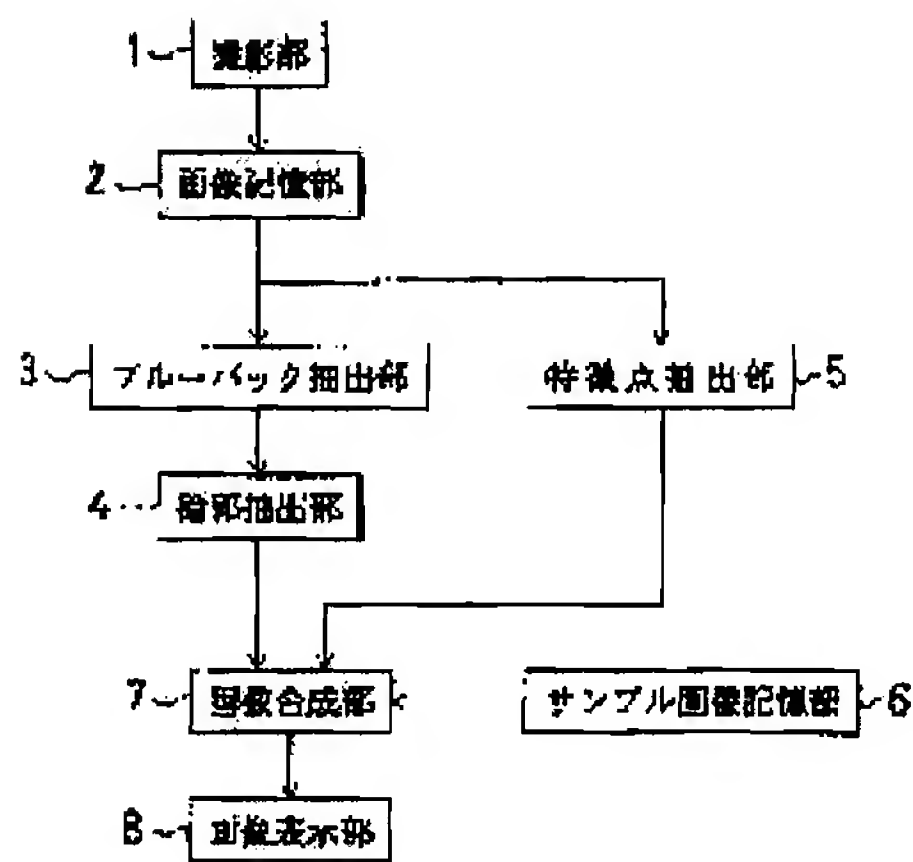 1 撮影部
2 画像記憶部
3 ブルーバック抽出部
特徴点抽出部 5
4 暗部抽出部
7 画像合成部
サンプル画像記憶部 6
8 画像表示部